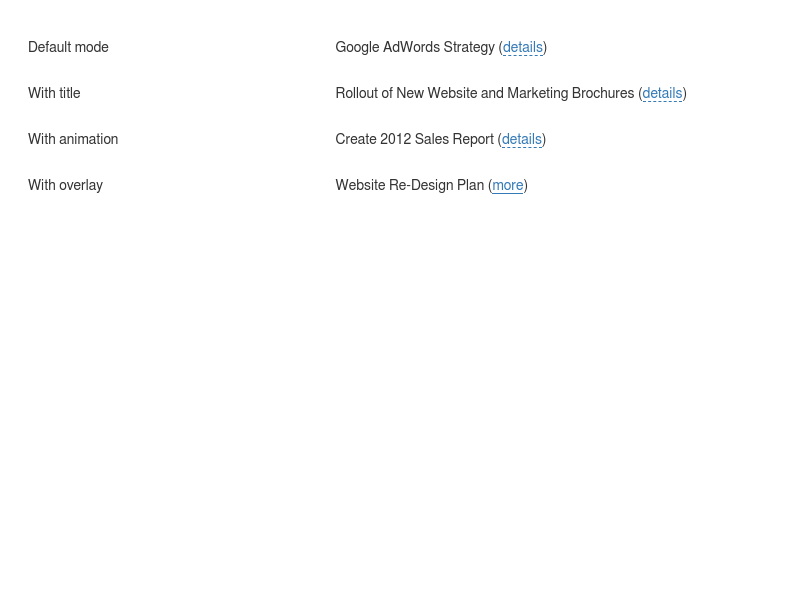 Default mode Google AdWords Strategy (details)
With title Rollout of New Website and Marketing Brochures (details)
With animation Create 2012 Sales Report (details)
With overlay Website Re-Design Plan (more)